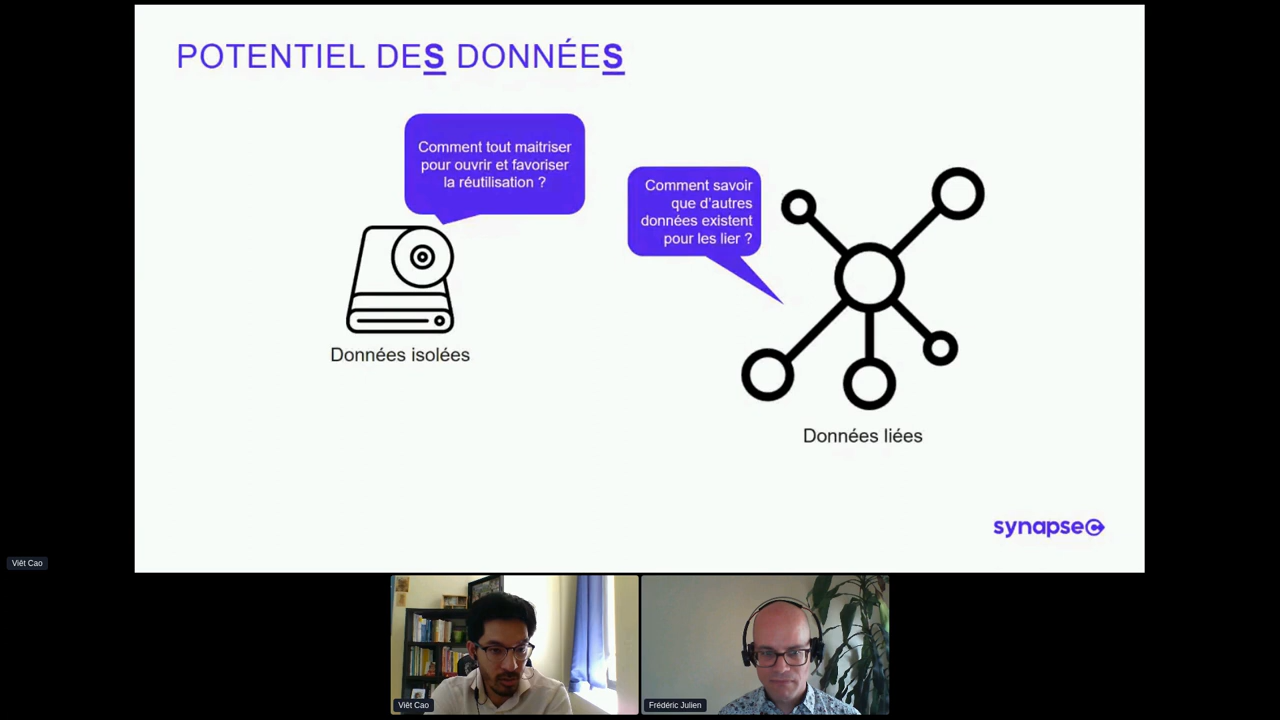 POTENTIEL DES DONNÉES
Comment tout maitriser
pour ouvrir et favoriser
la réutilisation ?
Comment savoir
que d'autres
données existent
pour les lier ?
Données isolées
Données liées
synapse
Viêt Cao
Viêt Cao
Frédéric Julien